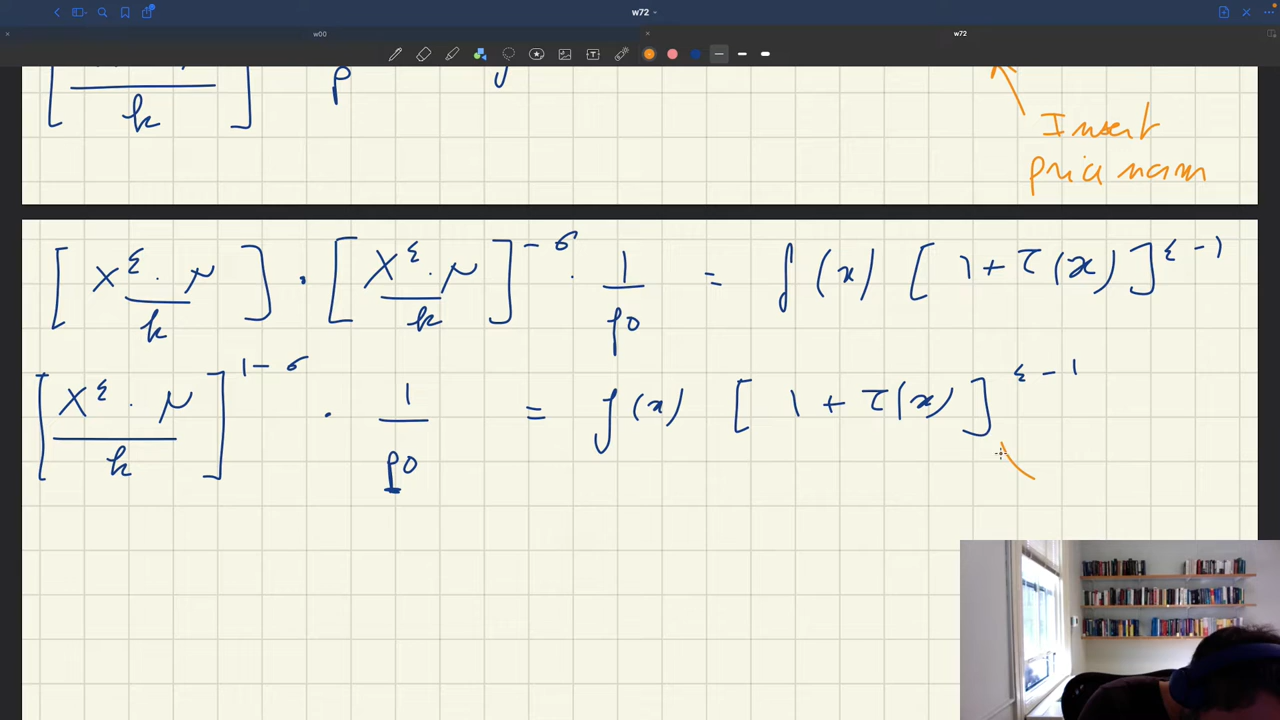 w72
w00
w72
k
p
Insert
price norm
[x^ξ · μ / k] · [x^ξ · μ / k]^{-σ} · 1/p0 = f(x) [1 + τ(x)]^{ξ-1}
[x^ξ · μ / k]^{1-σ} · 1/p0 = f(x) [1 + τ(x)]^{ξ-1}